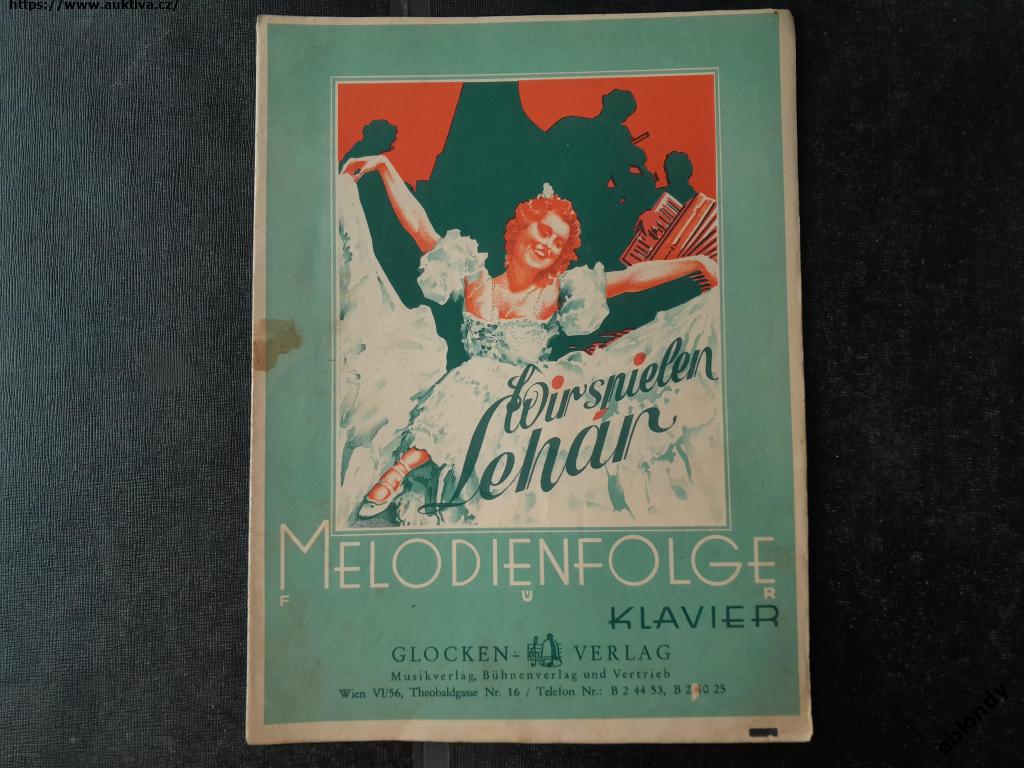 https://www.auktiva.cz/
Wir spielen
Lehár
MELODIENFOLGE
FÜR
KLAVIER
GLOCKEN- VERLAG
Musikverlag, Bühnenverlag und Vertrieb
Wien VI/56, Theobaldgasse Nr. 16 / Telefon Nr.: B 2 44 53, B 2 40 25
eblondy